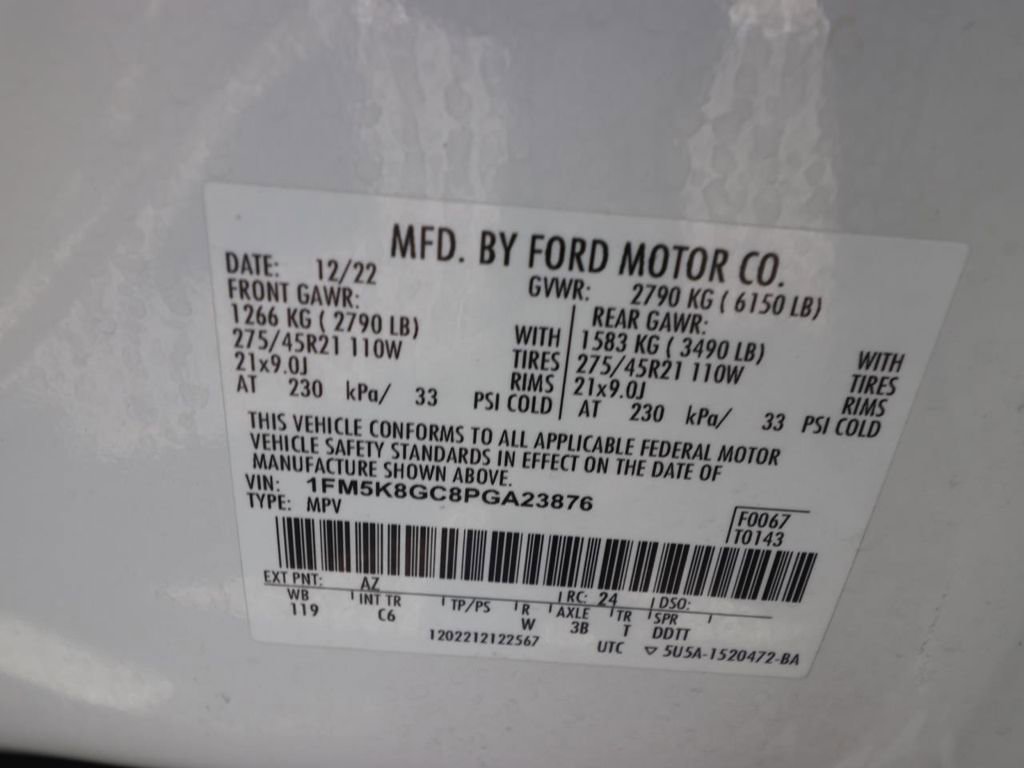 MFD. BY FORD MOTOR CO.
DATE: 12/22
GVWR: 2790 KG ( 6150 LB)
FRONT GAWR:
1266 KG ( 2790 LB) WITH
275/45R21 110W TIRES
21x9.0J RIMS
AT 230 kPa/ 33 PSI COLD
REAR GAWR:
1583 KG ( 3490 LB) WITH
275/45R21 110W TIRES
21x9.0J RIMS
AT 230 kPa/ 33 PSI COLD
THIS VEHICLE CONFORMS TO ALL APPLICABLE FEDERAL MOTOR
VEHICLE SAFETY STANDARDS IN EFFECT ON THE DATE OF
MANUFACTURE SHOWN ABOVE.
VIN: 1FM5K8GC8PGA23876
TYPE: MPV
F0067
T0143
EXT PNT: AZ RC: 24 DSO:
WB INT TR TP/PS R AXLE TR SPR
119 C6 W 3B T DDTT
1202212122567 UTC ▽ 5U5A-1520472-BA